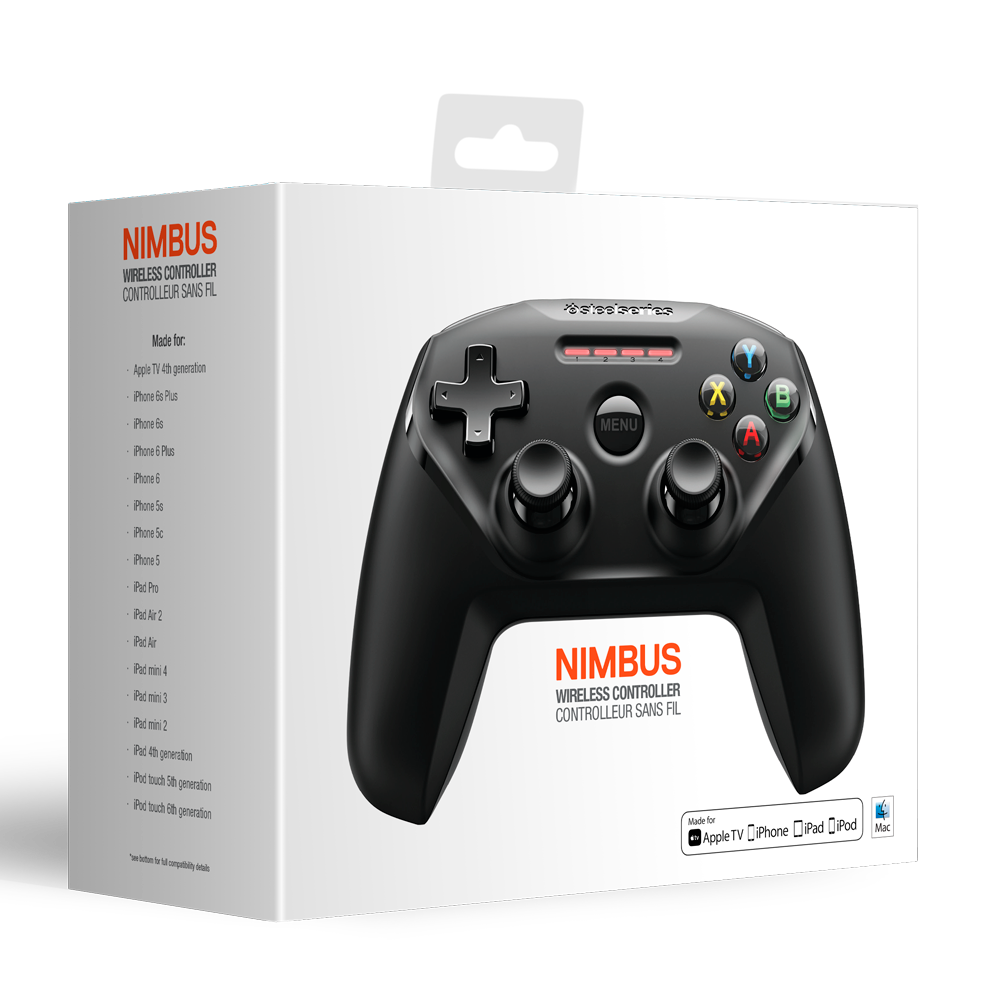 NIMBUS
WIRELESS CONTROLLER
CONTROLLEUR SANS FIL
Made for:
· Apple TV 4th generation
· iPhone 6s Plus
· iPhone 6s
· iPhone 6 Plus
· iPhone 6
· iPhone 5s
· iPhone 5c
· iPhone 5
· iPad Pro
· iPad Air 2
· iPad Air
· iPad mini 4
· iPad mini 3
· iPad mini 2
· iPad 4th generation
· iPod touch 5th generation
· iPod touch 6th generation
*see bottom for full compatibility details
steelseries
1 2 3 4
Y
X B
A
MENU
NIMBUS
WIRELESS CONTROLLER
CONTROLLEUR SANS FIL
Made for
tv Apple TV iPhone iPad iPod
Mac